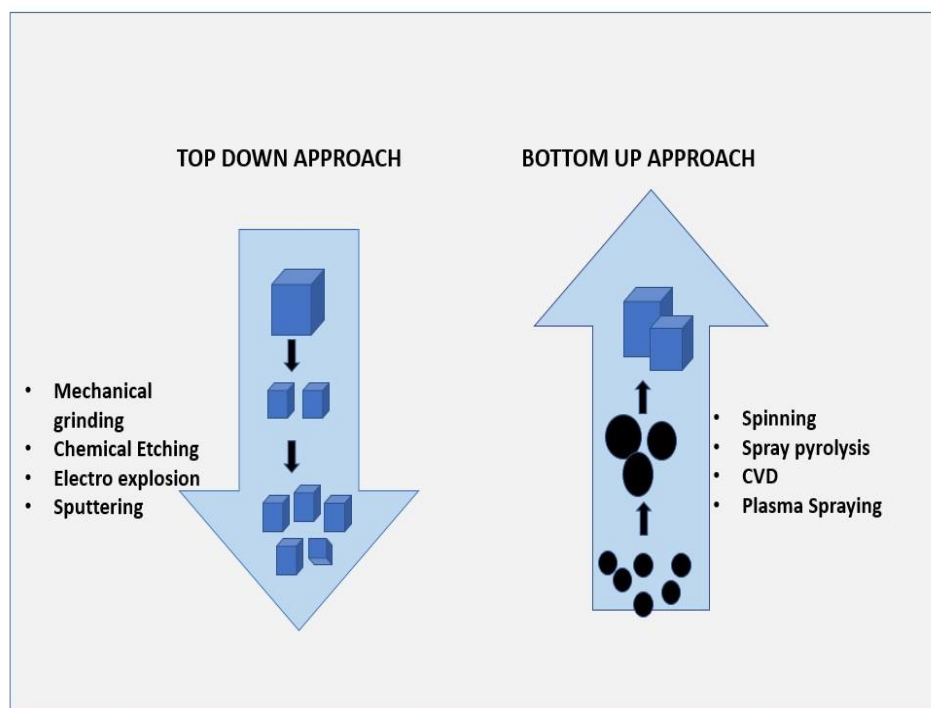 TOP DOWN APPROACH
BOTTOM UP APPROACH
• Mechanical
grinding
• Chemical Etching
• Electro explosion
• Sputtering
• Spinning
• Spray pyrolysis
• CVD
• Plasma Spraying